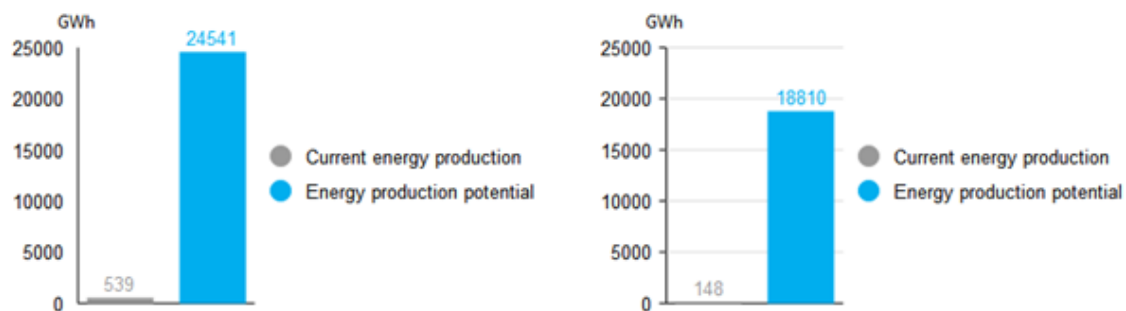 GWh
24541
25000
20000
15000
10000
5000
0
539
Current energy production
Energy production potential
GWh
25000
20000
15000
10000
5000
0
18810
148
Current energy production
Energy production potential